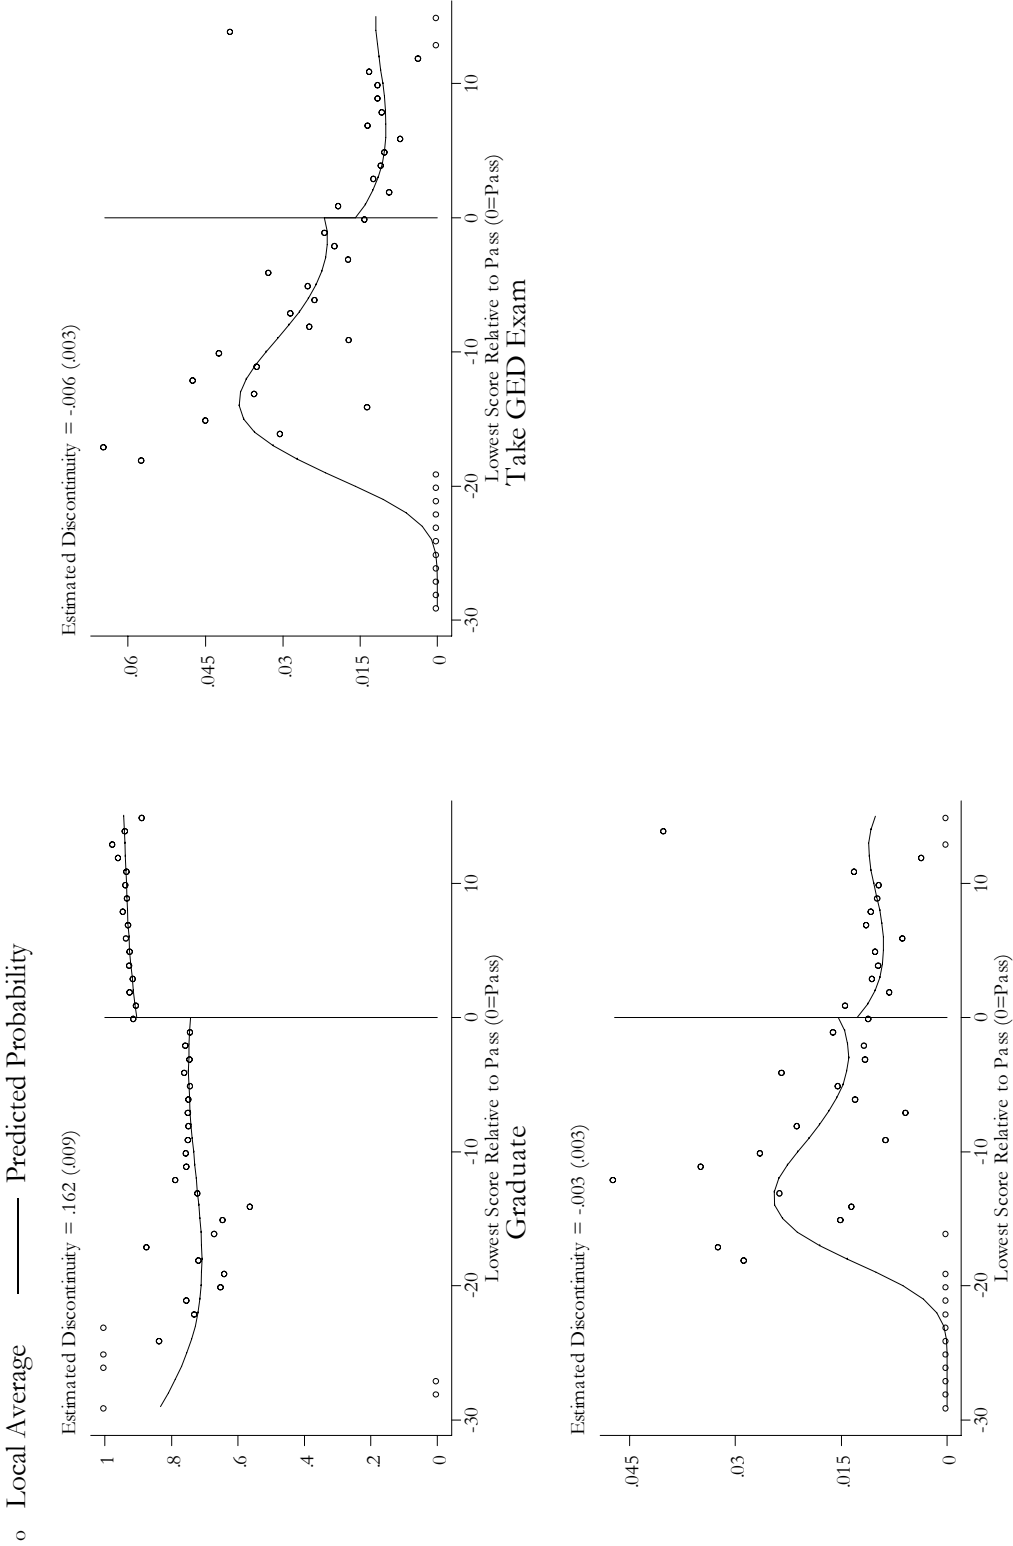 o Local Average — Predicted Probability
Estimated Discontinuity = .162 (.009)
1
.8
.6
.4
.2
0
-30 -20 -10 0 10
Lowest Score Relative to Pass (0=Pass)
Graduate
Estimated Discontinuity = -.006 (.003)
.06
.045
.03
.015
0
-30 -20 -10 0 10
Lowest Score Relative to Pass (0=Pass)
Take GED Exam
Estimated Discontinuity = -.003 (.003)
.045
.03
.015
0
-30 -20 -10 0 10
Lowest Score Relative to Pass (0=Pass)